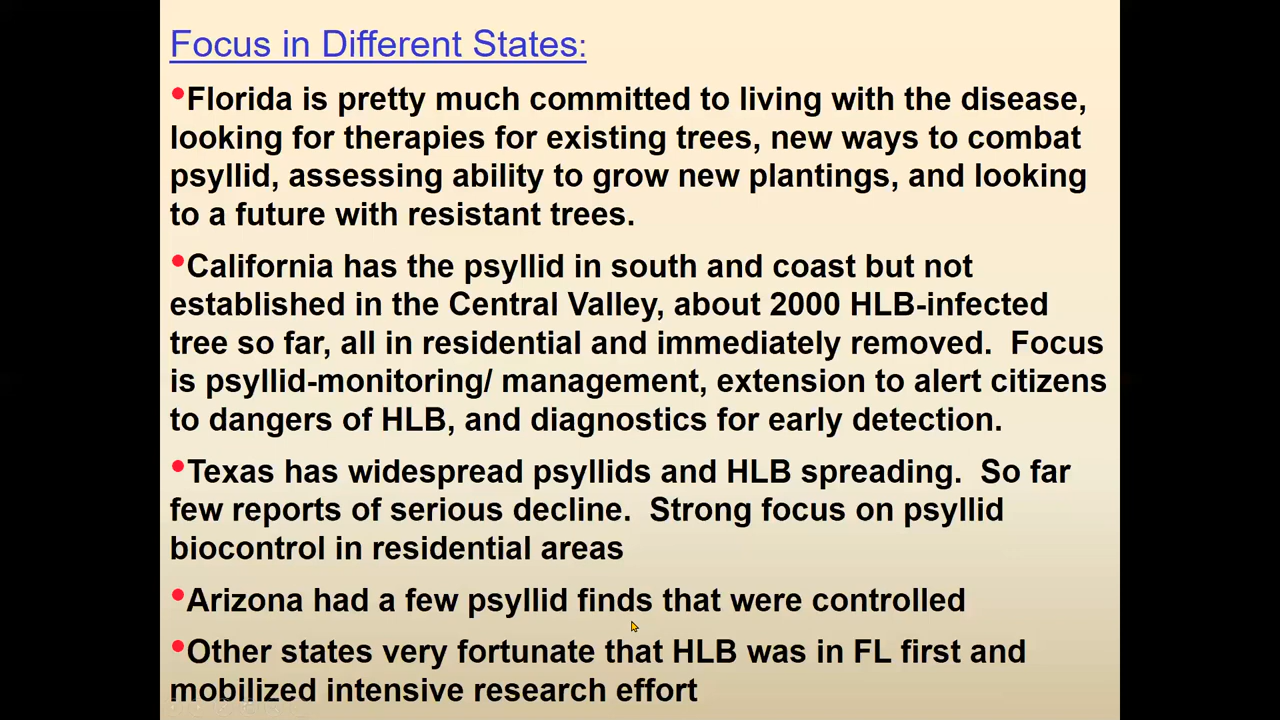 Focus in Different States:
•Florida is pretty much committed to living with the disease,
looking for therapies for existing trees, new ways to combat
psyllid, assessing ability to grow new plantings, and looking
to a future with resistant trees.
•California has the psyllid in south and coast but not
established in the Central Valley, about 2000 HLB-infected
tree so far, all in residential and immediately removed.  Focus
is psyllid-monitoring/ management, extension to alert citizens
to dangers of HLB, and diagnostics for early detection.
•Texas has widespread psyllids and HLB spreading.  So far
few reports of serious decline.  Strong focus on psyllid
biocontrol in residential areas
•Arizona had a few psyllid finds that were controlled
•Other states very fortunate that HLB was in FL first and
mobilized intensive research effort